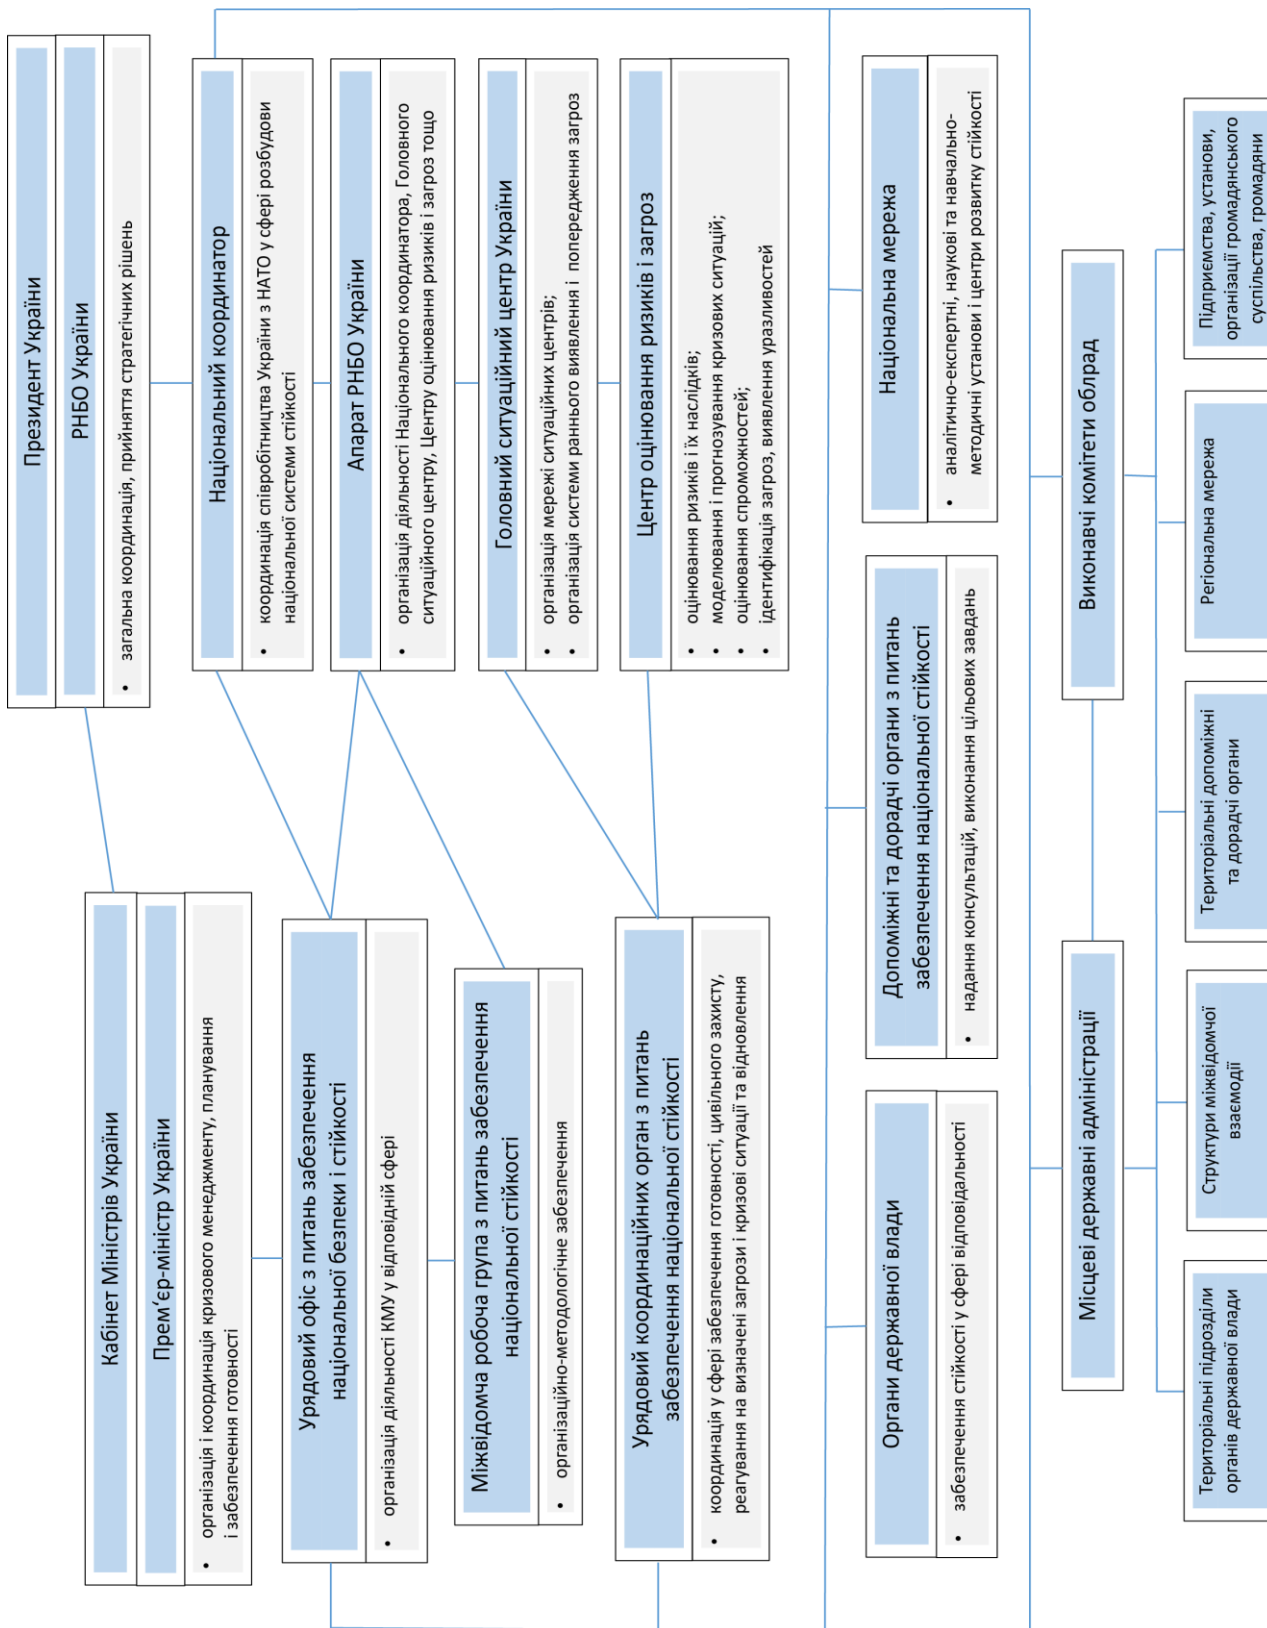 Президент України
РНБО України
• загальна координація, прийняття стратегічних рішень
Кабінет Міністрів України
Прем‘єр-міністр України
• організація і координація кризового менеджменту, планування
і забезпечення готовності
Національний координатор
• координація співробітництва України з НАТО у сфері розбудови
національної системи стійкості
Урядовий офіс з питань забезпечення
національної безпеки і стійкості
• організація діяльності КМУ у відповідній сфері
Апарат РНБО України
• організація діяльності Національного координатора, Головного
ситуаційного центру, Центру оцінювання ризиків і загроз тощо
Міжвідомча робоча група з питань забезпечення
національної стійкості
• організаційно-методологічне забезпечення
Головний ситуаційний центр України
• організація мережі ситуаційних центрів;
• організація системи раннього виявлення і попередження загроз
Урядовий координаційних орган з питань
забезпечення національної стійкості
• координація у сфері забезпечення готовності, цивільного захисту,
реагування на визначені загрози і кризові ситуації та відновлення
Центр оцінювання ризиків і загроз
• оцінювання ризиків і їх наслідків;
• моделювання і прогнозування кризових ситуацій;
• оцінювання спроможностей;
• ідентифікація загроз, виявлення уразливостей
Органи державної влади
• забезпечення стійкості у сфері відповідальності
Допоміжні та дорадчі органи з питань
забезпечення національної стійкості
• надання консультацій, виконання цільових завдань
Національна мережа
• аналітично-експертні, наукові та навчально-
методичні установи і центри розвитку стійкості
Місцеві державні адміністрації
Виконавчі комітети облрад
Територіальні підрозділи
органів державної влади
Структури міжвідомчої
взаємодії
Територіальні допоміжні
та дорадчі органи
Регіональна мережа
Підприємства, установи,
організації громадянського
суспільства, громадяни